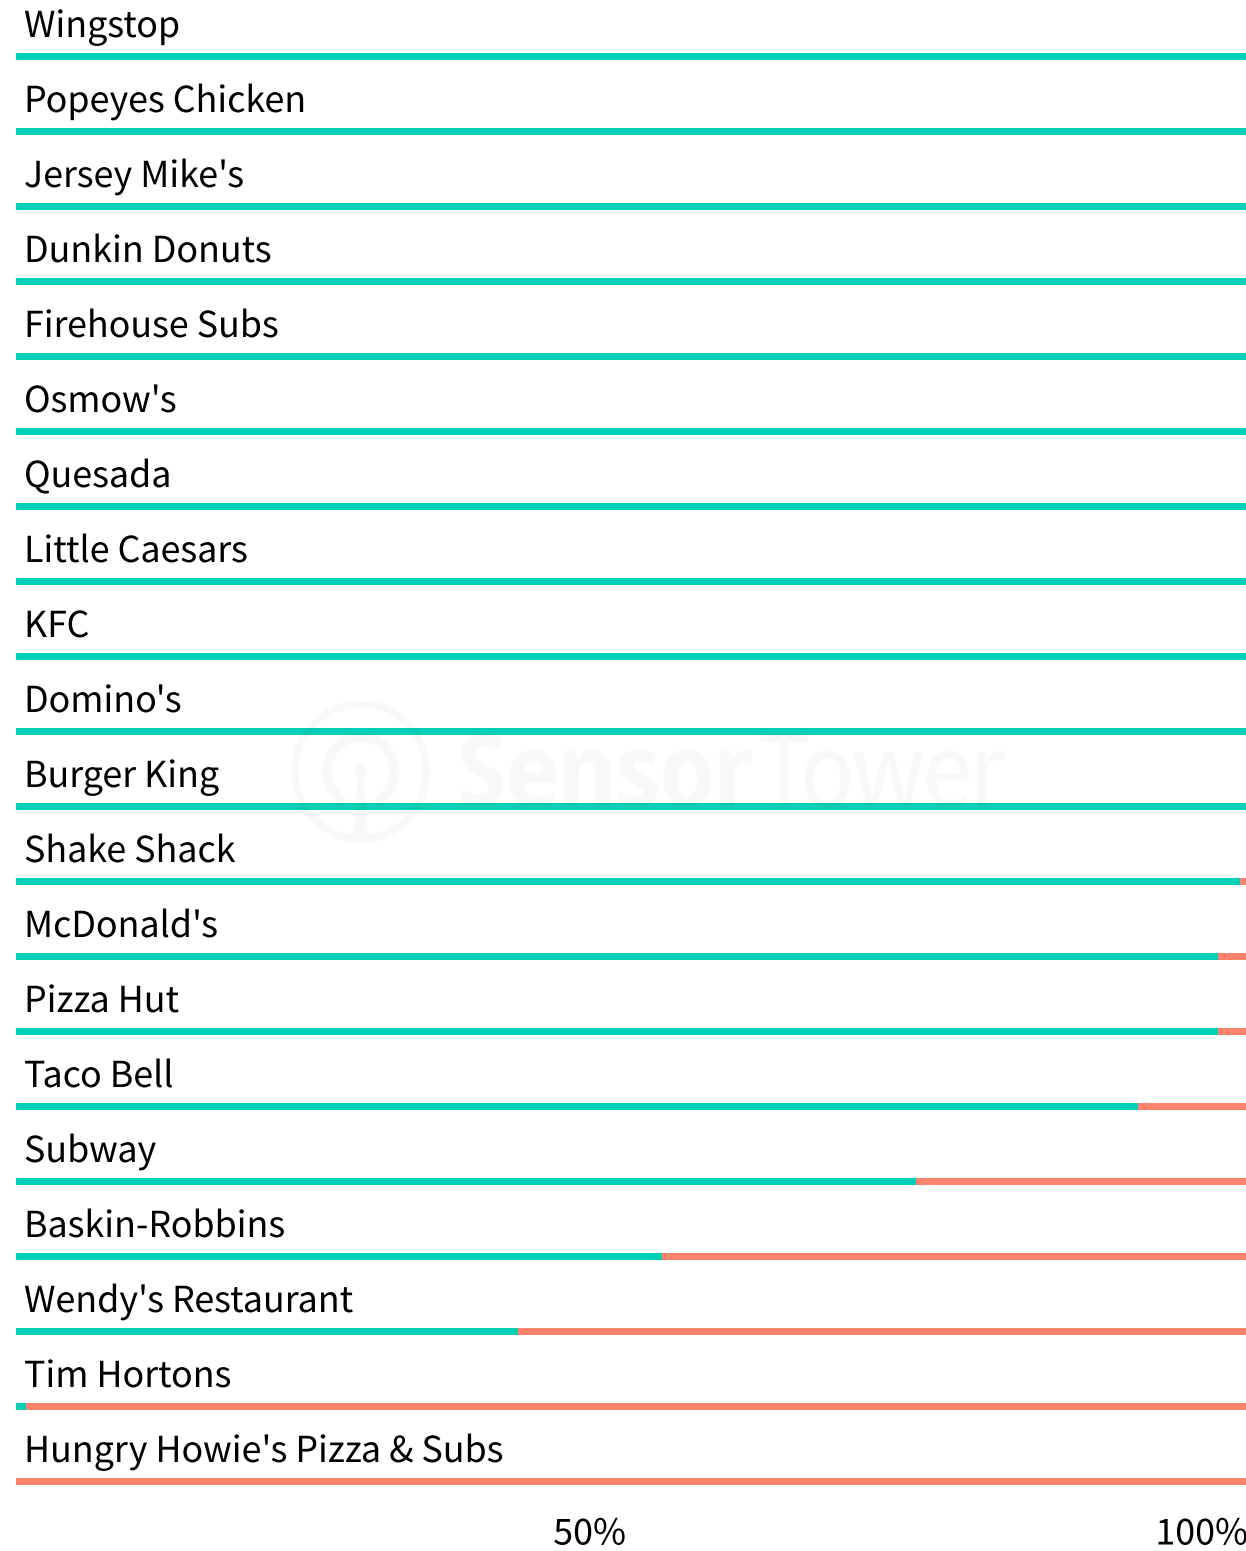 Wingstop
Popeyes Chicken
Jersey Mike's
Dunkin Donuts
Firehouse Subs
Osmow's
Quesada
Little Caesars
KFC
Domino's
Sensor Tower
Burger King
Shake Shack
McDonald's
Pizza Hut
Taco Bell
Subway
Baskin-Robbins
Wendy's Restaurant
Tim Hortons
Hungry Howie's Pizza & Subs
50% 100%